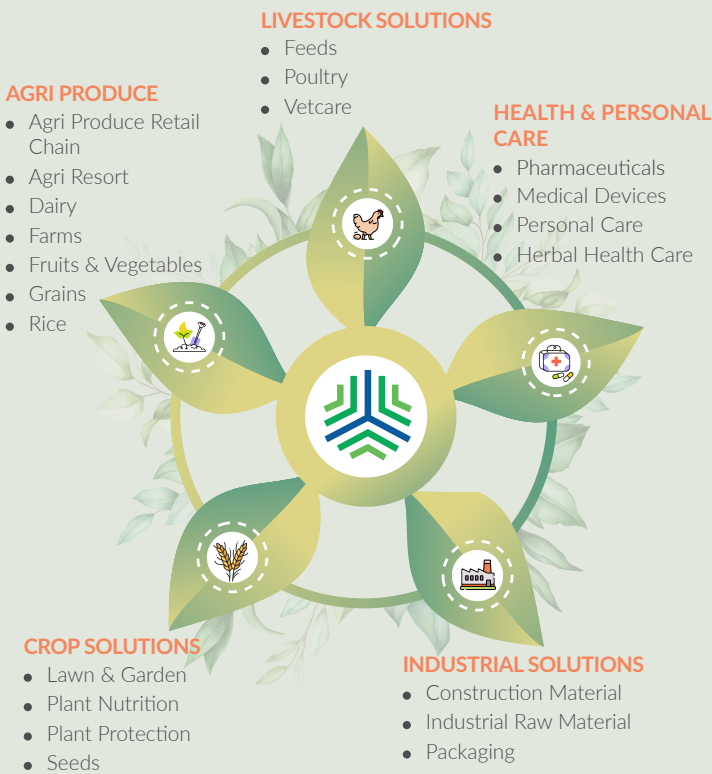 LIVESTOCK SOLUTIONS
• Feeds
• Poultry
• Vetcare
AGRI PRODUCE
• Agri Produce Retail
Chain
• Agri Resort
• Dairy
• Farms
• Fruits & Vegetables
• Grains
• Rice
HEALTH & PERSONAL
CARE
• Pharmaceuticals
• Medical Devices
• Personal Care
• Herbal Health Care
CROP SOLUTIONS
• Lawn & Garden
• Plant Nutrition
• Plant Protection
• Seeds
INDUSTRIAL SOLUTIONS
• Construction Material
• Industrial Raw Material
• Packaging